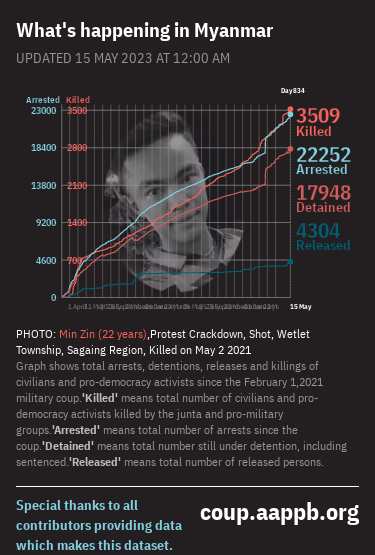 What's happening in Myanmar
UPDATED 15 MAY 2023 AT 12:00 AM
Day834
Arrested Killed
23000 3500
18400 2800
13800 2100
9200 1400
4600 700
0
3509
Killed
22252
Arrested
17948
Detained
4304
Released
15 May
PHOTO: Min Zin (22 years),Protest Crackdown, Shot, Wetlet
Township, Sagaing Region, Killed on May 2 2021
Graph shows total arrests, detentions, releases and killings of
civilians and pro-democracy activists since the February 1,2021
military coup.'Killed' means total number of civilians and pro-
democracy activists killed by the junta and pro-military
groups.'Arrested' means total number of arrests since the
coup.'Detained' means total number still under detention, including
sentenced.'Released' means total number of released persons.
Special thanks to all
contributors providing data
which makes this dataset.
coup.aappb.org